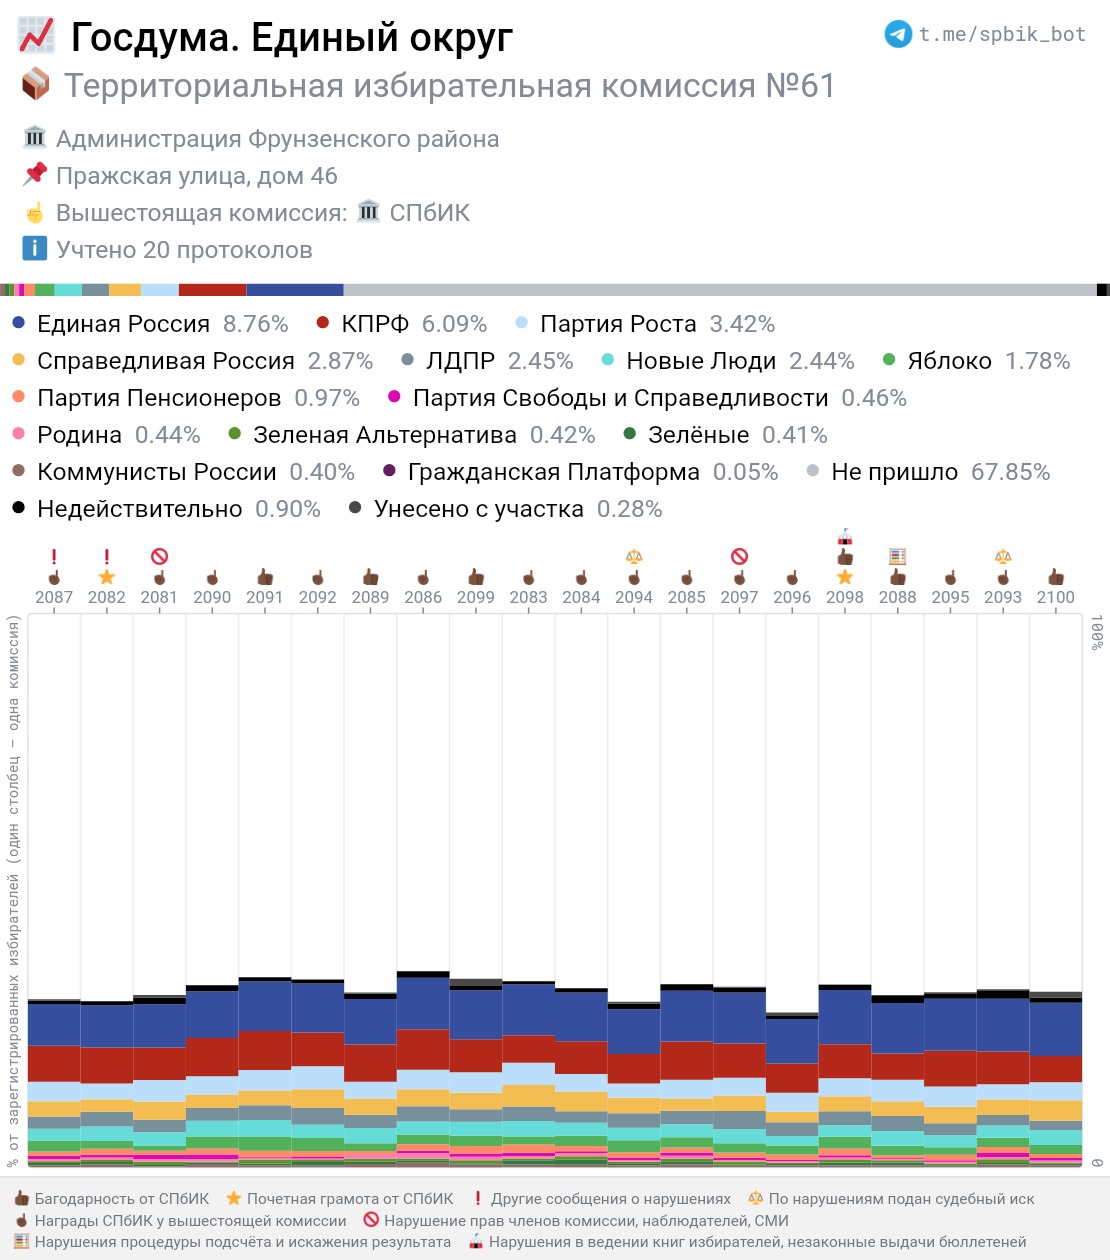 Госдума. Единый округ
t.me/spbik_bot
Территориальная избирательная комиссия №61
Администрация Фрунзенского района
Пражская улица, дом 46
Вышестоящая комиссия: СПбИК
Учтено 20 протоколов
Единая Россия 8.76% КПРФ 6.09% Партия Роста 3.42%
Справедливая Россия 2.87% ЛДПР 2.45% Новые Люди 2.44% Яблоко 1.78%
Партия Пенсионеров 0.97% Партия Свободы и Справедливости 0.46%
Родина 0.44% Зеленая Альтернатива 0.42% Зелёные 0.41%
Коммунисты России 0.40% Гражданская Платформа 0.05% Не пришло 67.85%
Недействительно 0.90% Унесено с участка 0.28%
2087 2082 2081 2090 2091 2092 2089 2086 2099 2083 2084 2094 2085 2097 2096 2098 2088 2095 2093 2100
% от зарегистрированных избирателей (один столбец – одна комиссия)
100%
0
Багодарность от СПбИК Почетная грамота от СПбИК Другие сообщения о нарушениях По нарушениям подан судебный иск
Награды СПбИК у вышестоящей комиссии Нарушение прав членов комиссии, наблюдателей, СМИ
Нарушения процедуры подсчёта и искажения результата Нарушения в ведении книг избирателей, незаконные выдачи бюллетеней